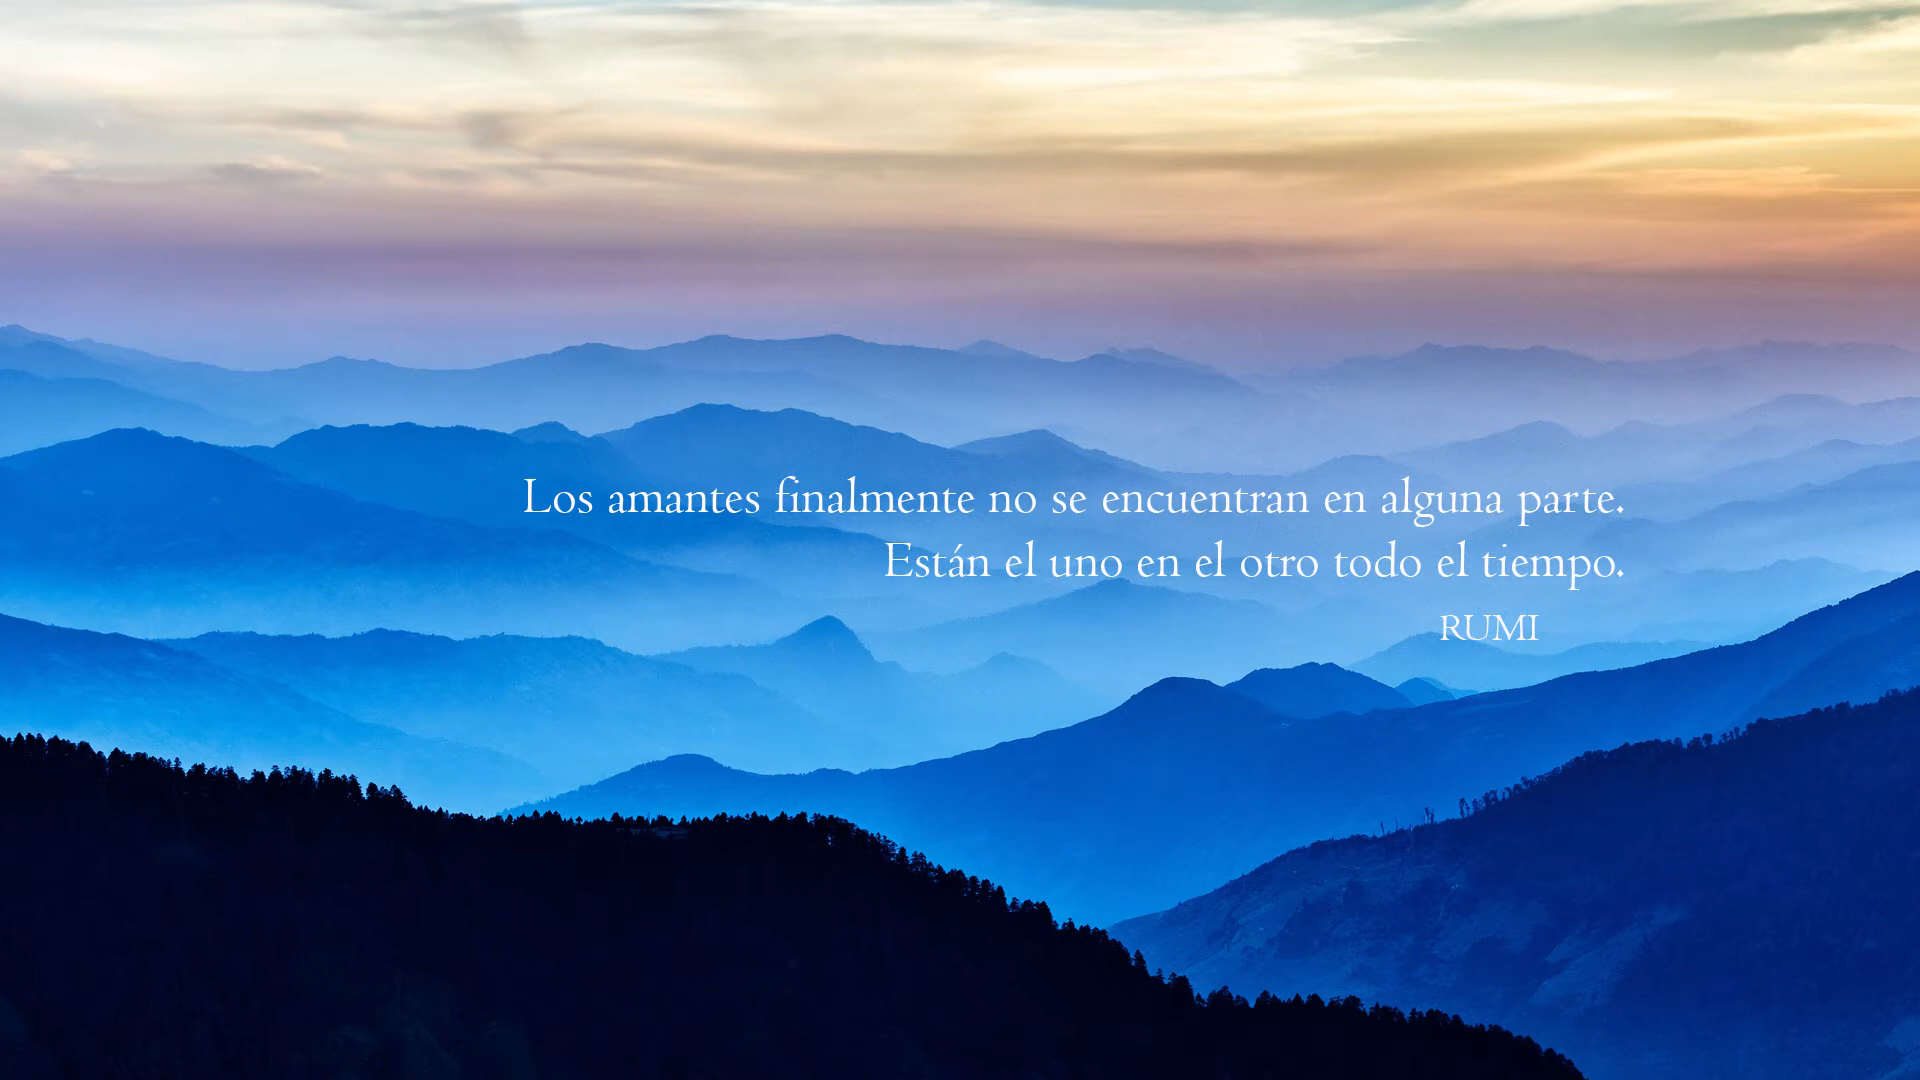 Los amantes finalmente no se encuentran en alguna parte.
Están el uno en el otro todo el tiempo.
RUMI